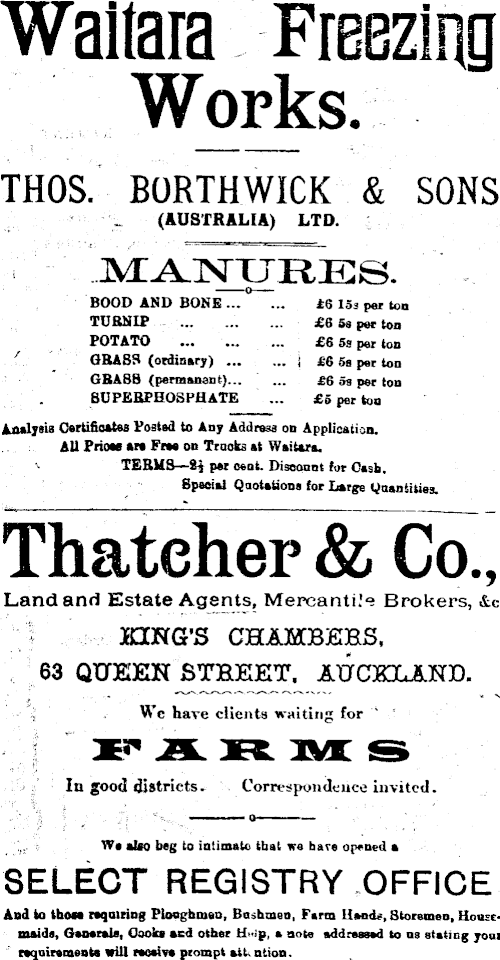 Waitara Freezing
Works.
THOS. BORTHWICK & SONS
(AUSTRALIA) LTD.
MANURES.
BOOD AND BONE ... ... £6 15s per ton
TURNIP ... ... ... £6 5s per ton
POTATO ... ... ... £6 5s per ton
GRASS (ordinary) ... ... £6 5s per ton
GRASS (permanent)... ... £6 5s per ton
SUPERPHOSPHATE ... £5 per ton
Analysis Certificates Posted to Any Address on Application.
All Prices are Free on Trucks at Waitara.
TERMS—2½ per cent. Discount for Cash.
Special Quotations for Large Quantities.
Thatcher & Co.,
Land and Estate Agents, Mercantile Brokers, &c
KING'S CHAMBERS,
63 QUEEN STREET, AUCKLAND.
We have clients waiting for
FARMS
In good districts. Correspondence invited.
We also beg to intimate that we have opened a
SELECT REGISTRY OFFICE
And to those requiring Ploughmen, Bushmen, Farm Hands, Storemen, House-
maids, Generals, Cooks and other Help, a note addressed to us stating your
requirements will receive prompt attention.